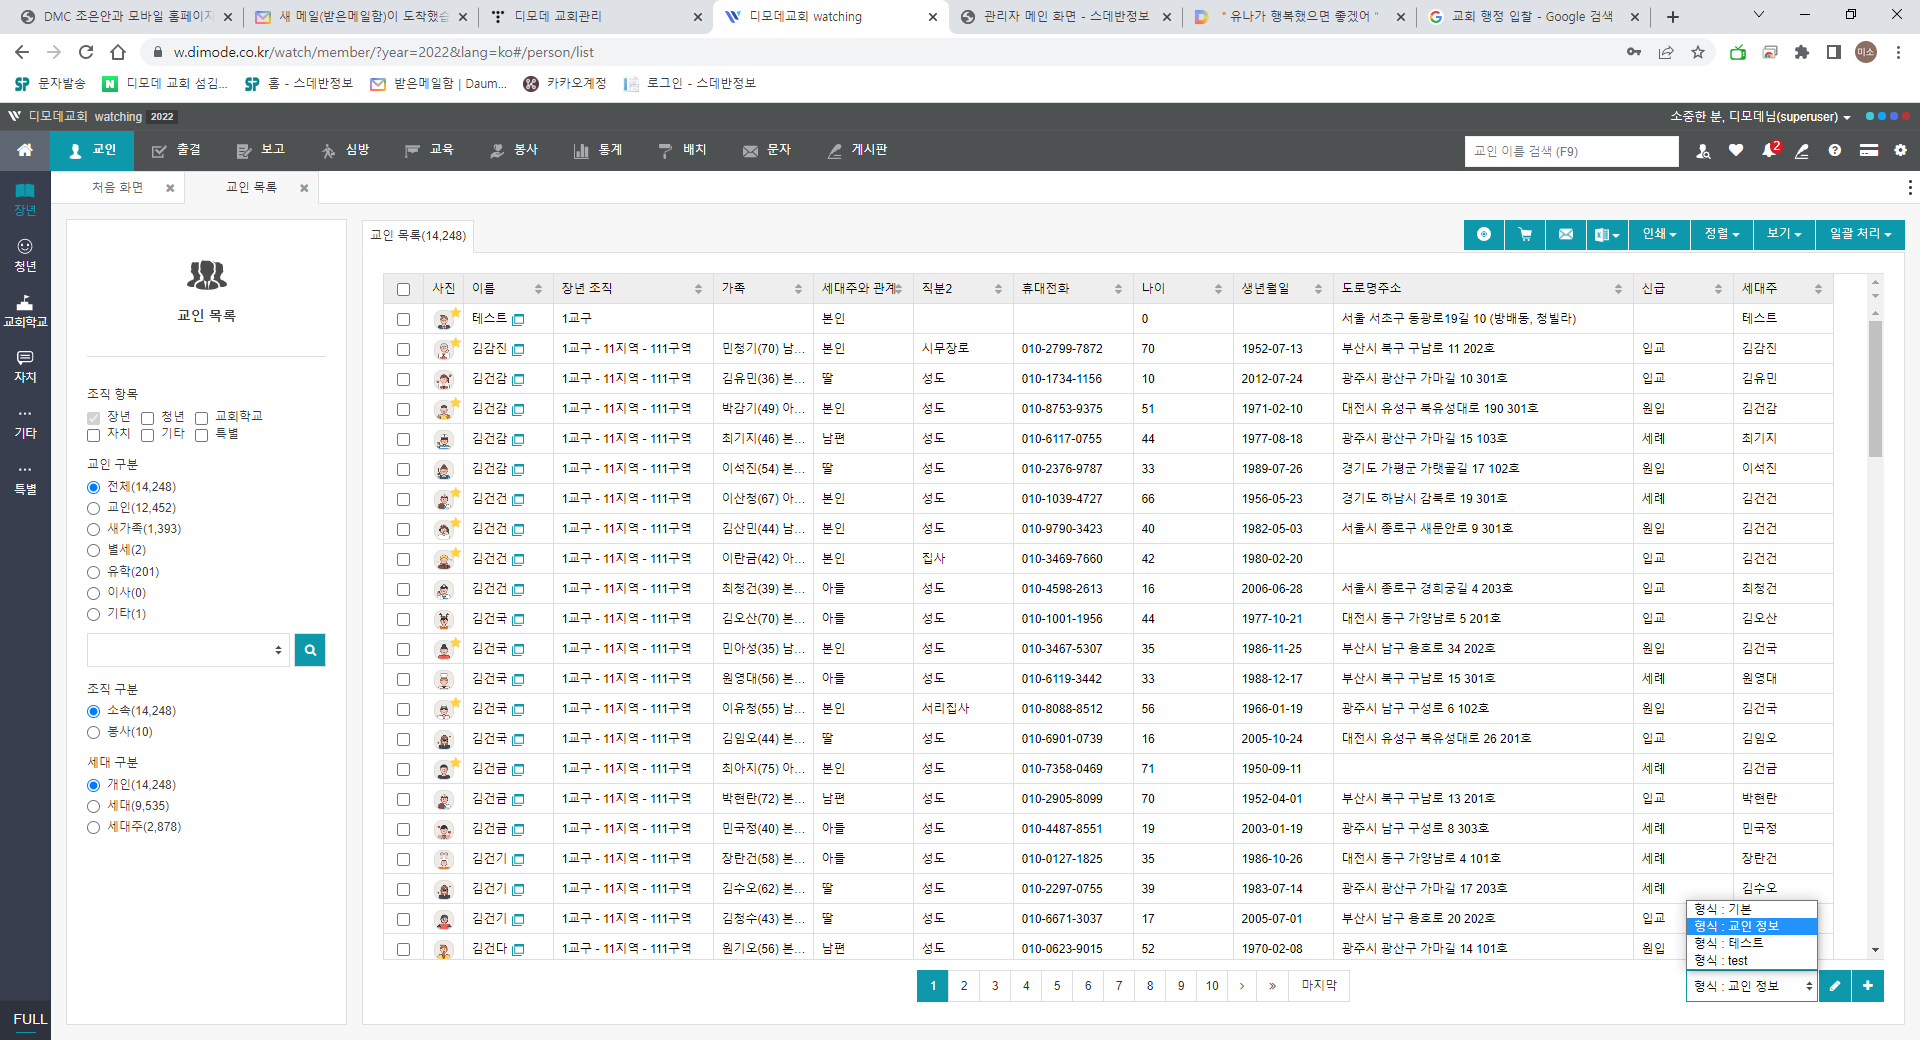 DMC 조은안과 모바일 홈페이지
새 메일(받은메일함)이 도착했습
디모데 교회관리
디모데교회 watching
관리자 메인 화면 - 스데반정보
" 유나가 행복했으면 좋겠어 "
교회 행정 입찰 - Google 검색
w.dimode.co.kr/watch/member/?year=2022&lang=ko#/person/list
미소
문자발송
디모데 교회 섬김...
홈 - 스데반정보
받은메일함 | Daum...
카카오계정
로그인 - 스데반정보
디모데교회 watching 2022
소중한 분, 디모데님(superuser)
교인 출결 보고 심방 교육 봉사 통계 배치 문자 게시판
교인 이름 검색 (F9)
2
장년
청년
교회학교
자치
기타
특별
FULL
처음 화면
교인 목록
교인 목록
조직 항목
장년 청년 교회학교
자치 기타 특별
교인 구분
전체(14,248)
교인(12,452)
새가족(1,393)
별세(2)
유학(201)
이사(0)
기타(1)
조직 구분
소속(14,248)
봉사(10)
세대 구분
개인(14,248)
세대(9,535)
세대주(2,878)
교인 목록(14,248)
인쇄 정렬 보기 일괄 처리
사진 이름 장년 조직 가족 세대주와 관계 직분2 휴대전화 나이 생년월일 도로명주소 신급 세대주
테스트 1교구 본인 0 서울 서초구 동광로19길 10 (방배동, 청빌라) 테스트
김감진 1교구 - 11지역 - 111구역 민청기(70) 남... 본인 시무장로 010-2799-7872 70 1952-07-13 부산시 북구 구남로 11 202호 입교 김감진
김건감 1교구 - 11지역 - 111구역 김유민(36) 본... 딸 성도 010-1734-1156 10 2012-07-24 광주시 광산구 가마길 10 301호 입교 김유민
김건감 1교구 - 11지역 - 111구역 박감기(49) 아... 본인 성도 010-8753-9375 51 1971-02-10 대전시 유성구 북유성대로 190 301호 원입 김건감
김건감 1교구 - 11지역 - 111구역 최기지(46) 본... 남편 성도 010-6117-0755 44 1977-08-18 광주시 광산구 가마길 15 103호 세례 최기지
김건감 1교구 - 11지역 - 111구역 이석진(54) 본... 딸 성도 010-2376-9787 33 1989-07-26 경기도 가평군 가랫골길 17 102호 원입 이석진
김건건 1교구 - 11지역 - 111구역 이산청(67) 아... 본인 성도 010-1039-4727 66 1956-05-23 경기도 하남시 감북로 19 301호 세례 김건건
김건건 1교구 - 11지역 - 111구역 김산민(44) 남... 본인 성도 010-9790-3423 40 1982-05-03 서울시 종로구 새문안로 9 301호 원입 김건건
김건건 1교구 - 11지역 - 111구역 이란금(42) 아... 본인 집사 010-3469-7660 42 1980-02-20 입교 김건건
김건건 1교구 - 11지역 - 111구역 최청건(39) 본... 아들 성도 010-4598-2613 16 2006-06-28 서울시 종로구 경희궁길 4 203호 입교 최청건
김건국 1교구 - 11지역 - 111구역 김오산(70) 본... 아들 성도 010-1001-1956 44 1977-10-21 대전시 동구 가양남로 5 201호 입교 김오산
김건국 1교구 - 11지역 - 111구역 민아성(35) 남... 본인 성도 010-3467-5307 35 1986-11-25 부산시 남구 용호로 34 202호 원입 김건국
김건국 1교구 - 11지역 - 111구역 원영대(56) 본... 아들 성도 010-6119-3442 33 1988-12-17 부산시 북구 구남로 15 301호 세례 원영대
김건국 1교구 - 11지역 - 111구역 이유청(55) 남... 본인 서리집사 010-8088-8512 56 1966-01-19 광주시 남구 구성로 6 102호 원입 김건국
김건국 1교구 - 11지역 - 111구역 김임오(44) 본... 딸 성도 010-6901-0739 16 2005-10-24 대전시 유성구 북유성대로 26 201호 입교 김임오
김건금 1교구 - 11지역 - 111구역 최아지(75) 아... 본인 성도 010-7358-0469 71 1950-09-11 세례 김건금
김건금 1교구 - 11지역 - 111구역 박현란(72) 본... 남편 성도 010-2905-8099 70 1952-04-01 부산시 북구 구남로 13 201호 입교 박현란
김건금 1교구 - 11지역 - 111구역 민국정(40) 본... 아들 성도 010-4487-8551 19 2003-01-19 광주시 남구 구성로 8 303호 세례 민국정
김건기 1교구 - 11지역 - 111구역 장란건(58) 본... 아들 성도 010-0127-1825 35 1986-10-26 대전시 동구 가양남로 4 101호 세례 장란건
김건기 1교구 - 11지역 - 111구역 김수오(62) 본... 딸 성도 010-2297-0755 39 1983-07-14 광주시 광산구 가마길 17 203호 세례 김수오
김건기 1교구 - 11지역 - 111구역 김청수(43) 본... 딸 성도 010-6671-3037 17 2005-07-01 부산시 남구 용호로 20 202호 입교
김건다 1교구 - 11지역 - 111구역 원기오(56) 본... 남편 성도 010-0623-9015 52 1970-02-08 광주시 광산구 가마길 14 101호 원입
형식 : 기본
형식 : 교인 정보
형식 : 테스트
형식 : test
1 2 3 4 5 6 7 8 9 10 › » 마지막
형식 : 교인 정보